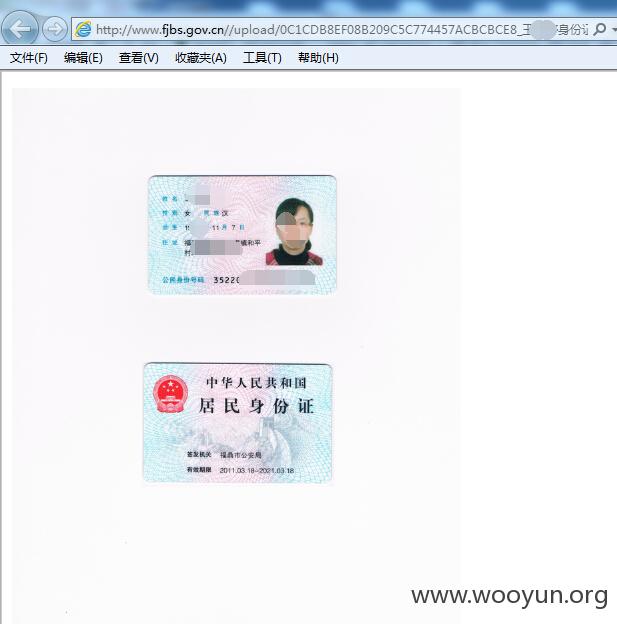 http://www.fjbs.gov.cn//upload/0C1CDB8EF08B209C5C774457ACBCBCE8_王 身份证
文件(F) 编辑(E) 查看(V) 收藏夹(A) 工具(T) 帮助(H)
姓名
性别 女 民族 汉
出生 11 月 7 日
住址 福 镇和平
村
公民身份号码 35220
中华人民共和国
居民身份证
签发机关 福鼎市公安局
有效期限 2011.03.18-2021.03.18
www.wooyun.org